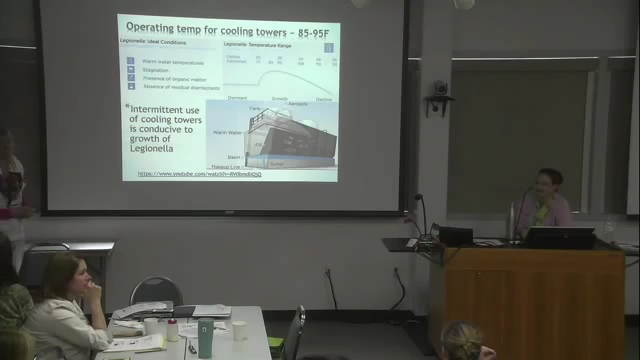 Operating temp for cooling towers – 85-95F
Legionella: Ideal Conditions
Legionella: Temperature Range
Warm water temperatures
Stagnation
Presence of organic matter
Absence of residual disinfectants
Dormant
Growth
Decline
*Intermittent use
of cooling towers
is conducive to
growth of
Legionella
Fans
Aerosols
Warm Water
Basin
Makeup Line